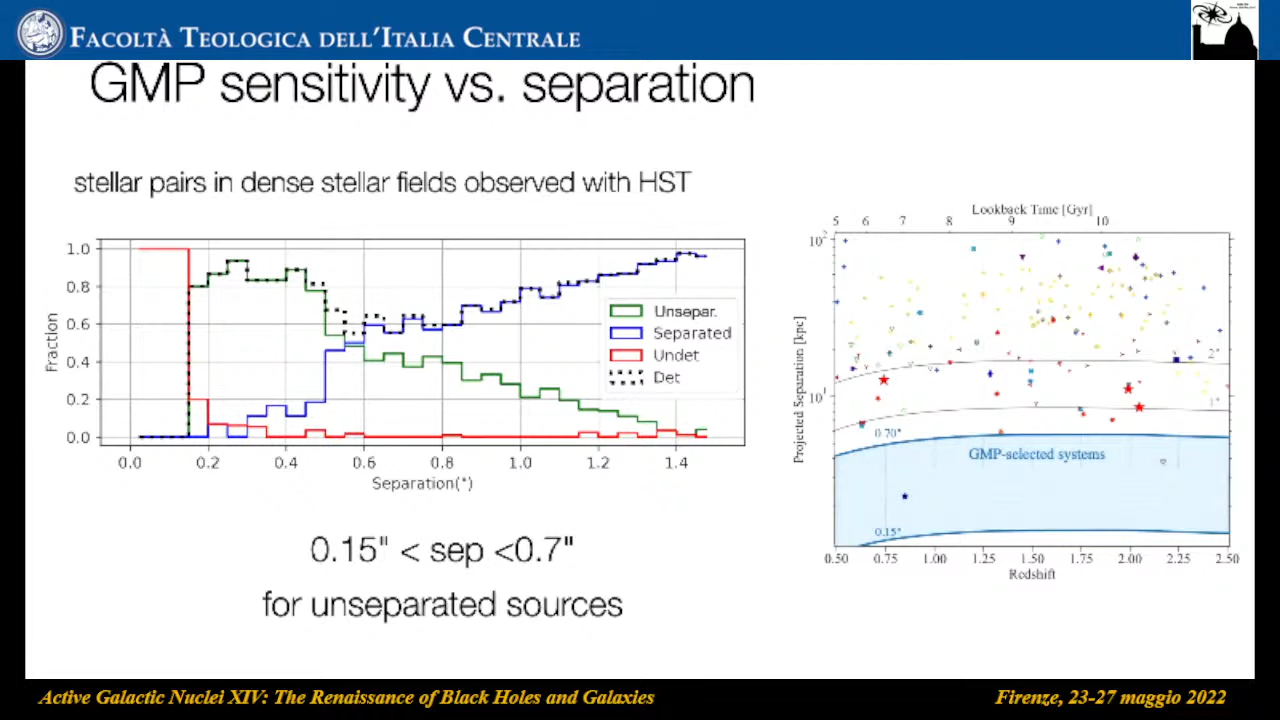 FACOLTÀ TEOLOGICA DELL'ITALIA CENTRALE
GMP sensitivity vs. separation
stellar pairs in dense stellar fields observed with HST
1.0
0.8
0.6
0.4
0.2
0.0
Fraction
Unsepar.
Separated
Undet
Det
0.0 0.2 0.4 0.6 0.8 1.0 1.2 1.4
Separation(")
0.15" < sep <0.7"
for unseparated sources
Lookback Time [Gyr]
5 6 7 8 9 10
10²
10¹
Projected Separation [kpc]
2"
1"
0.70"
GMP-selected systems
0.15"
0.50 0.75 1.00 1.25 1.50 1.75 2.00 2.25 2.50
Redshift
Active Galactic Nuclei XIV: The Renaissance of Black Holes and Galaxies
Firenze, 23-27 maggio 2022